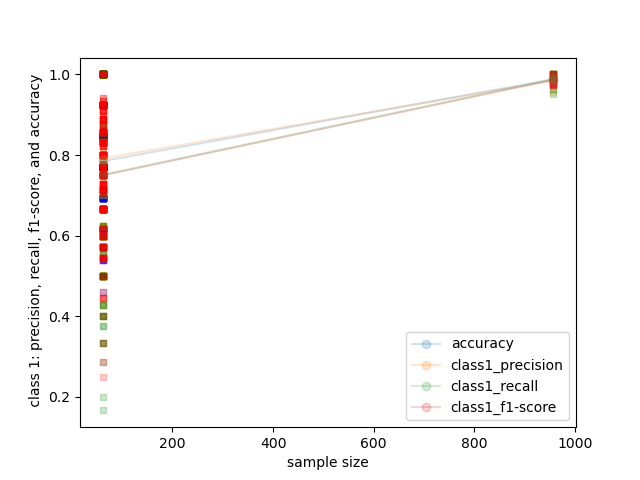 class 1: precision, recall, f1-score, and accuracy
1.0
0.8
0.6
0.4
0.2
accuracy
class1_precision
class1_recall
class1_f1-score
200 400 600 800 1000
sample size